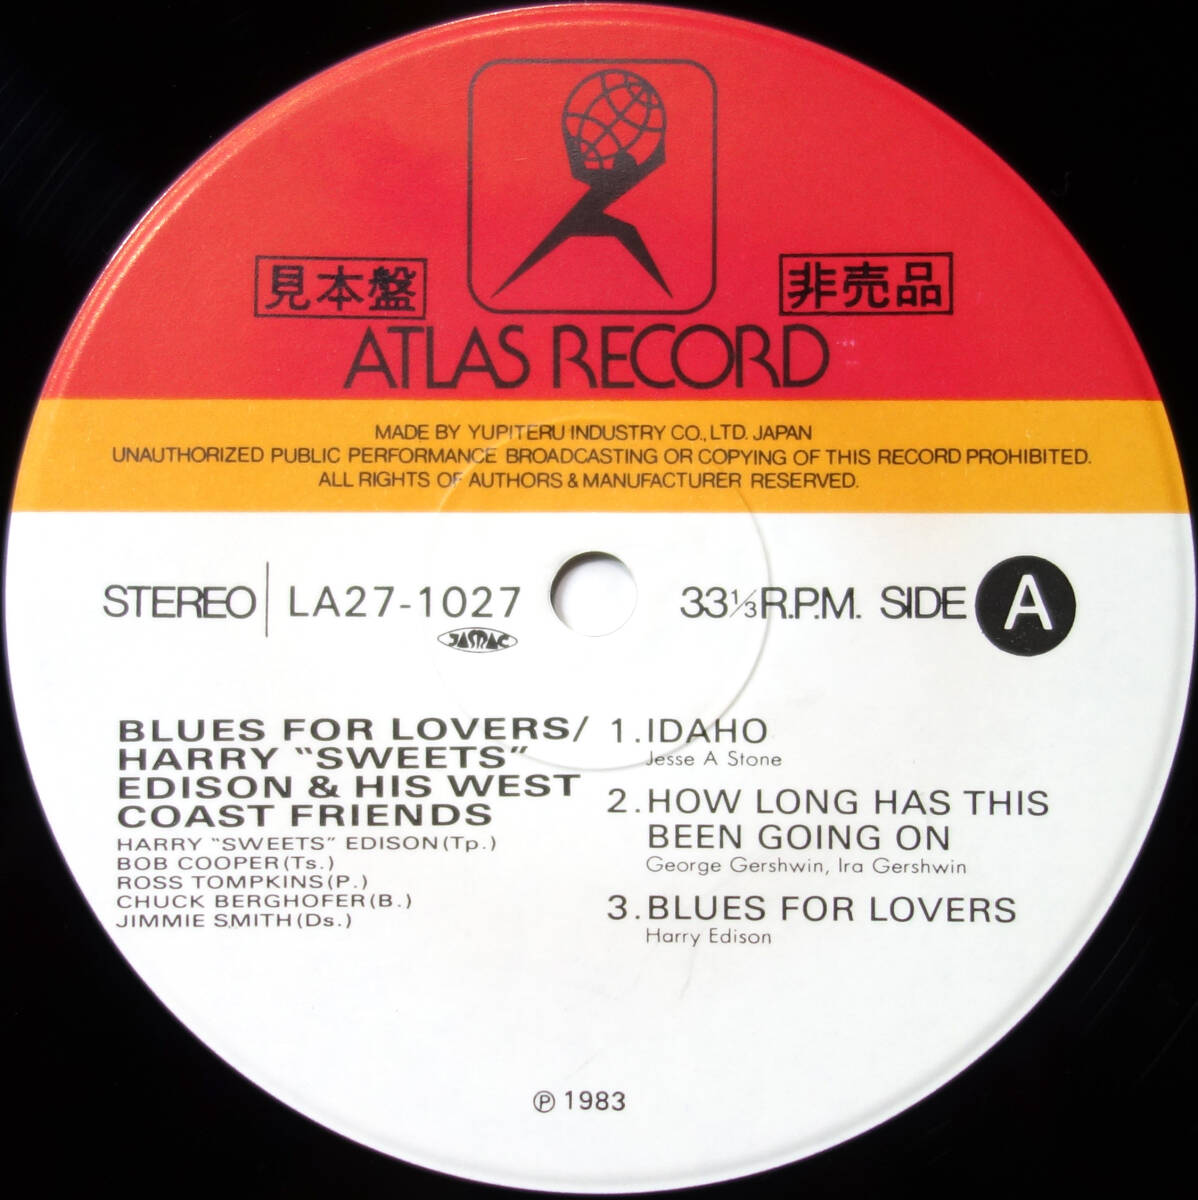 見本盤 非売品
ATLAS RECORD
MADE BY YUPITERU INDUSTRY CO., LTD. JAPAN
UNAUTHORIZED PUBLIC PERFORMANCE BROADCASTING OR COPYING OF THIS RECORD PROHIBITED.
ALL RIGHTS OF AUTHORS & MANUFACTURER RESERVED.
STEREO LA27-1027 33 1/3 R.P.M. SIDE A
JASRAC
BLUES FOR LOVERS/
HARRY "SWEETS"
EDISON & HIS WEST
COAST FRIENDS
HARRY "SWEETS" EDISON(Tp.)
BOB COOPER(Ts.)
ROSS TOMPKINS(P.)
CHUCK BERGHOFER(B.)
JIMMIE SMITH(Ds.)
1. IDAHO
Jesse A Stone
2. HOW LONG HAS THIS
BEEN GOING ON
George Gershwin, Ira Gershwin
3. BLUES FOR LOVERS
Harry Edison
℗ 1983